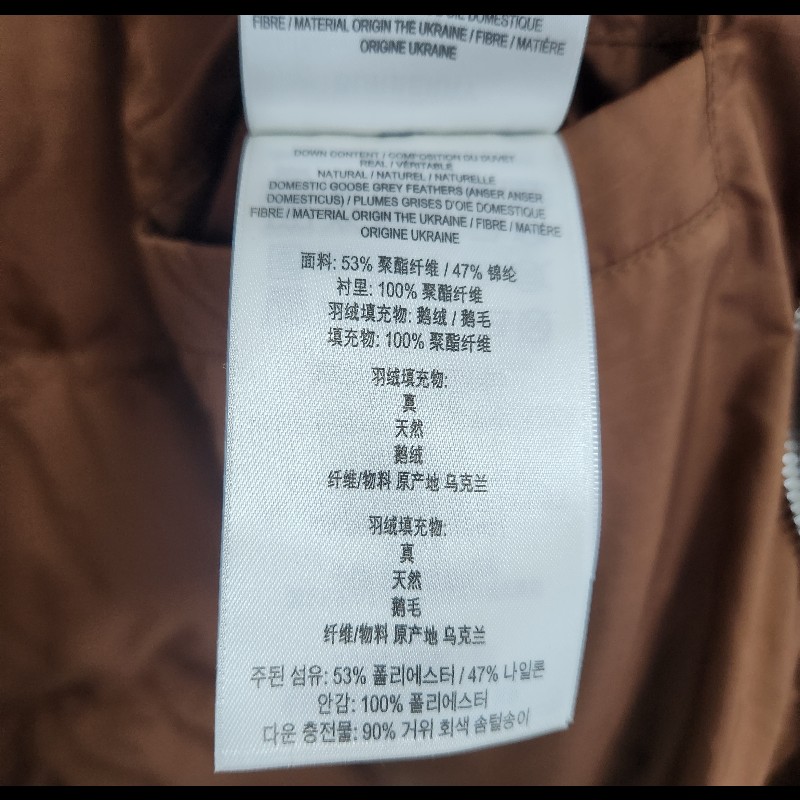 D'OIE DOMESTIQUE
FIBRE / MATERIAL ORIGIN THE UKRAINE / FIBRE / MATIÈRE
ORIGINE UKRAINE
DOWN CONTENT / COMPOSITION DU DUVET
REAL / VÉRITABLE
NATURAL / NATUREL / NATURELLE
DOMESTIC GOOSE GREY FEATHERS (ANSER ANSER
DOMESTICUS) / PLUMES GRISES D'OIE DOMESTIQUE
FIBRE / MATERIAL ORIGIN THE UKRAINE / FIBRE / MATIÈRE
ORIGINE UKRAINE
面料: 53% 聚酯纤维 / 47% 锦纶
衬里: 100% 聚酯纤维
羽绒填充物: 鹅绒 / 鹅毛
填充物: 100% 聚酯纤维
羽绒填充物:
真
天然
鹅绒
纤维/物料 原产地 乌克兰
羽绒填充物:
真
天然
鹅毛
纤维/物料 原产地 乌克兰
주된 섬유: 53% 폴리에스터 / 47% 나일론
안감: 100% 폴리에스터
다운 충전물: 90% 거위 회색 솜털송이